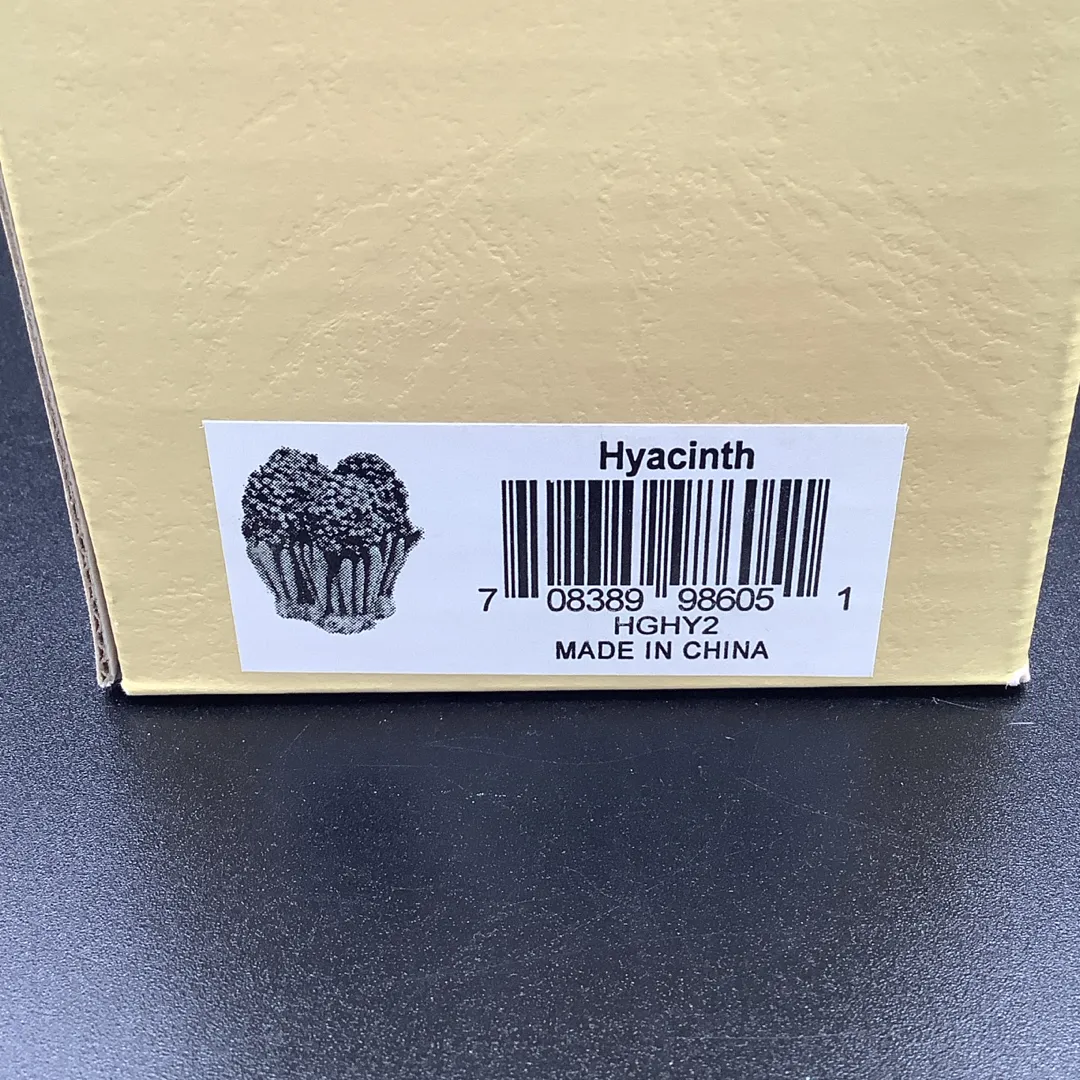 Hyacinth
7 08389 98605 1
HGHY2
MADE IN CHINA